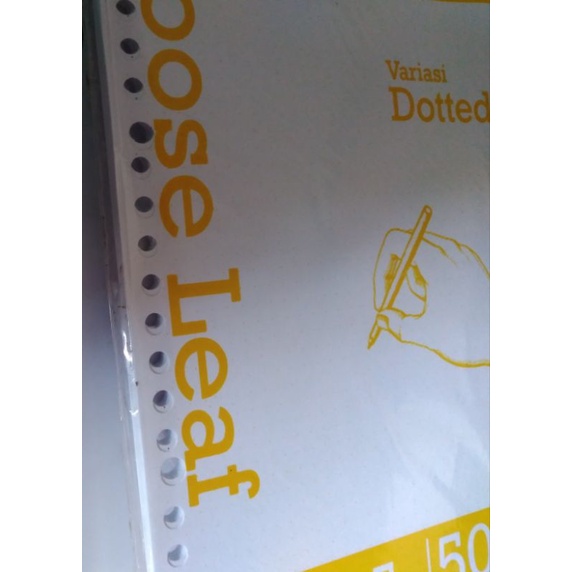 oose Leaf
Variasi
Dotted
/50